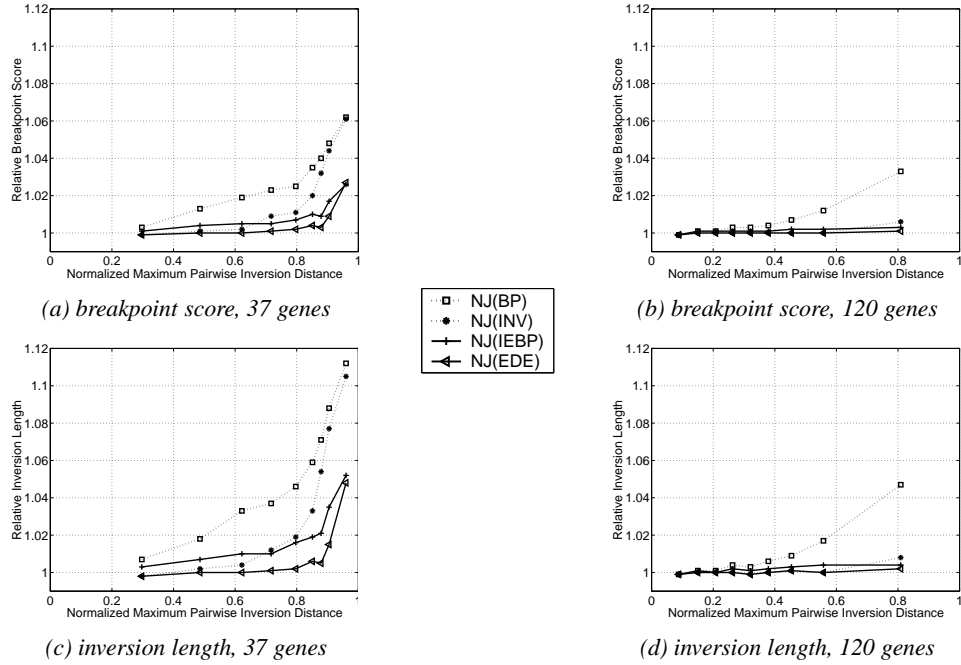 1.12
1.1
1.08
1.06
1.04
1.02
1
Relative Breakpoint Score
0 0.2 0.4 0.6 0.8 1
Normalized Maximum Pairwise Inversion Distance
(a) breakpoint score, 37 genes
1.12
1.1
1.08
1.06
1.04
1.02
1
Relative Breakpoint Score
0 0.2 0.4 0.6 0.8 1
Normalized Maximum Pairwise Inversion Distance
(b) breakpoint score, 120 genes
NJ(BP)
NJ(INV)
NJ(IEBP)
NJ(EDE)
1.12
1.1
1.08
1.06
1.04
1.02
1
Relative Inversion Length
0 0.2 0.4 0.6 0.8 1
Normalized Maximum Pairwise Inversion Distance
(c) inversion length, 37 genes
1.12
1.1
1.08
1.06
1.04
1.02
1
Relative Inversion Length
0 0.2 0.4 0.6 0.8 1
Normalized Maximum Pairwise Inversion Distance
(d) inversion length, 120 genes